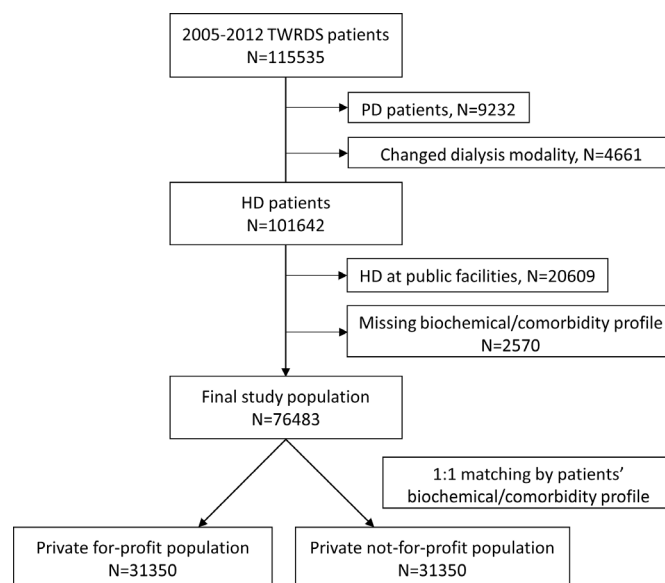 2005-2012 TWRDS patients
N=115535
PD patients, N=9232
Changed dialysis modality, N=4661
HD patients
N=101642
HD at public facilities, N=20609
Missing biochemical/comorbidity profile
N=2570
Final study population
N=76483
1:1 matching by patients’
biochemical/comorbidity profile
Private for-profit population
N=31350
Private not-for-profit population
N=31350